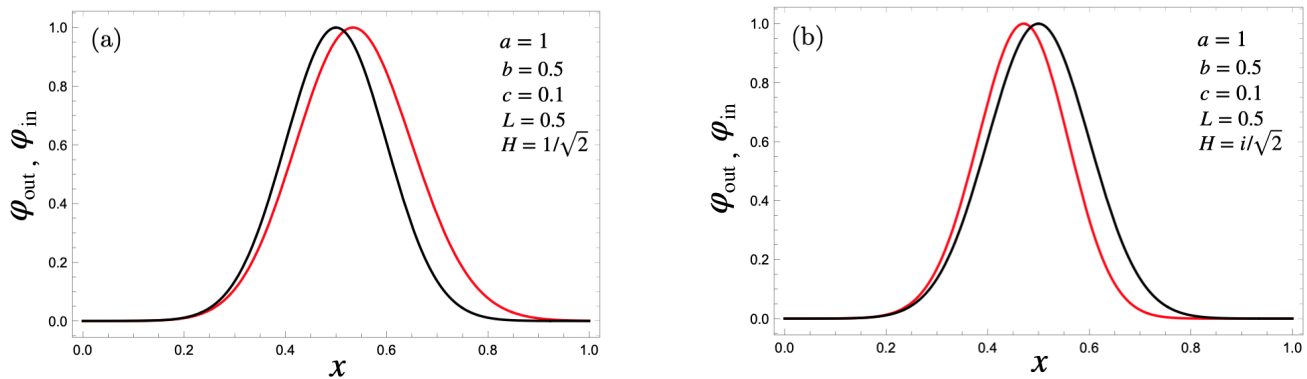 (a)
a = 1
b = 0.5
c = 0.1
L = 0.5
H = 1/√2
φout , φin
1.0
0.8
0.6
0.4
0.2
0.0
0.0 0.2 0.4 0.6 0.8 1.0
x
(b)
a = 1
b = 0.5
c = 0.1
L = 0.5
H = i/√2
φout , φin
1.0
0.8
0.6
0.4
0.2
0.0
0.0 0.2 0.4 0.6 0.8 1.0
x